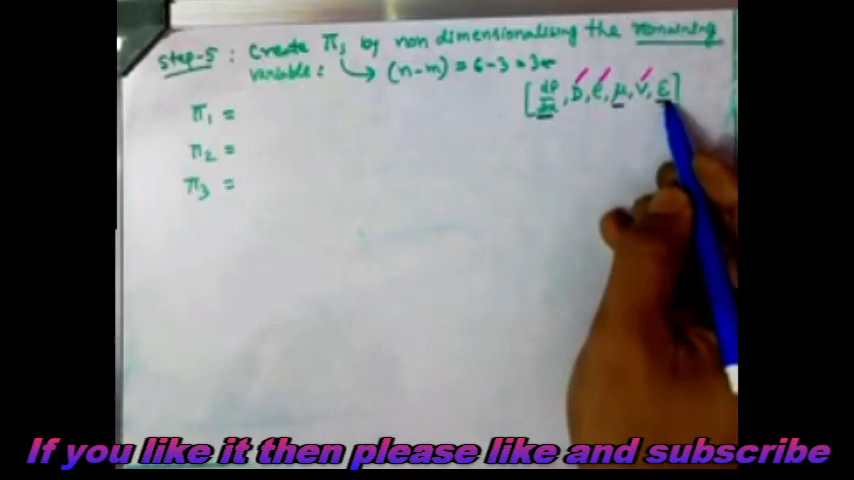 Step-5 : Create π, by non dimensionalising the remaining
variable : ↳ (n-m) = 6-3 = 3
[dp/dx, D, ρ, μ, V, ε]
π₁ =
π₂ =
π₃ =
If you like it then please like and subscribe